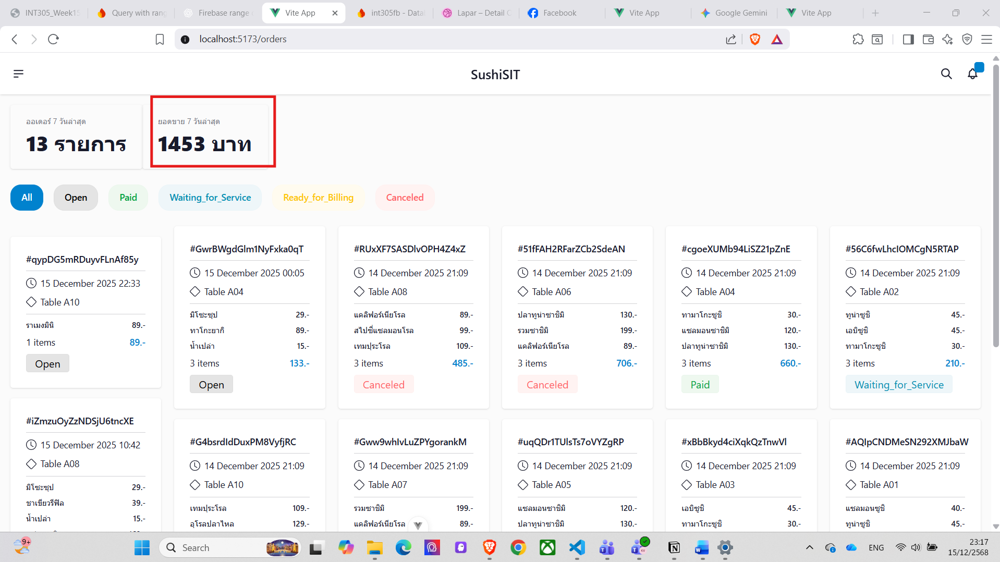 INT305_Week15
Query with rang
Firebase range
Vite App
int305fb - Data
Lapar – Detail
Facebook
Vite App
Google Gemini
Vite App
localhost:5173/orders
SushiSIT
ออเดอร์ 7 วันล่าสุด
13 รายการ
ยอดขาย 7 วันล่าสุด
1453 บาท
All
Open
Paid
Waiting_for_Service
Ready_for_Billing
Canceled
#qypDG5mRDuyvFLnAf85y
15 December 2025 22:33
Table A10
ราเมงมินิ 89.-
1 items 89.-
Open
#GwrBWgdGlm1NyFxka0qT
15 December 2025 00:05
Table A04
มิโซะซุป 29.-
ทาโกะยากิ 89.-
น้ำเปล่า 15.-
3 items 133.-
Open
#RUxXF7SASDlvOPH4Z4xZ
14 December 2025 21:09
Table A08
แคลิฟอร์เนียโรล 89.-
สไปซี่แซลมอนโรล 99.-
เทมปุระโรล 109.-
3 items 485.-
Canceled
#51fFAH2RFarZCb2SdeAN
14 December 2025 21:09
Table A06
ปลาทูน่าซาชิมิ 130.-
รวมซาชิมิ 199.-
แคลิฟอร์เนียโรล 89.-
3 items 706.-
Canceled
#cgoeXUMb94LiSZ21pZnE
14 December 2025 21:09
Table A04
ทามาโกะซูชิ 30.-
แซลมอนซาชิมิ 120.-
ปลาทูน่าซาชิมิ 130.-
3 items 660.-
Paid
#56C6fwLhcIOMCgN5RTAP
14 December 2025 21:09
Table A02
ทูน่าซูชิ 45.-
เอบิซูชิ 45.-
ทามาโกะซูชิ 30.-
3 items 210.-
Waiting_for_Service
#iZmzuOyZzNDSjU6tncXE
15 December 2025 10:42
Table A08
มิโซะซุป 29.-
ชาเขียวรีฟิล 39.-
น้ำเปล่า 15.-
#G4bsrdIdDuxPM8VyfjRC
14 December 2025 21:09
Table A10
เทมปุระโรล 109.-
อุโรลปลาไหล 129.-
#Gww9whIvLuZPYgorankM
14 December 2025 21:09
Table A07
รวมซาชิมิ 199.-
แคลิฟอร์เนียโรล 89.-
#uqQDr1TUlsTs7oVYZgRP
14 December 2025 21:09
Table A05
แซลมอนซาชิมิ 120.-
ปลาทูน่าซาชิมิ 130.-
#xBbBkyd4ciXqkQzTnwVl
14 December 2025 21:09
Table A03
เอบิซูชิ 45.-
ทามาโกะซูชิ 30.-
#AQIpCNDMeSN292XMJbaW
14 December 2025 21:09
Table A01
แซลมอนซูชิ 40.-
ทูน่าซูชิ 45.-
9+
Search
ENG
23:17
15/12/2568